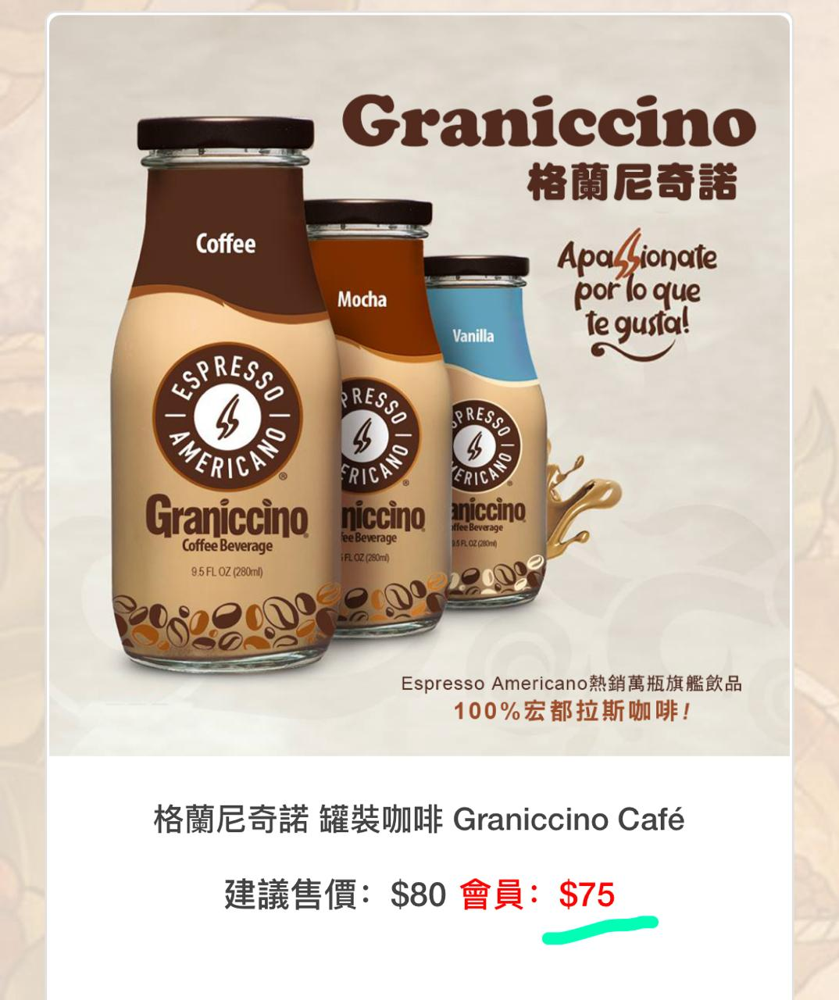 Graniccino
格蘭尼奇諾
Apassionate
por lo que
te gusta!
Coffee
ESPRESSO AMERICANO ®
Graniccino®
Coffee Beverage
9.5 FL OZ (280ml)
Mocha
PRESSO
ERICANO ®
niccino
fee Beverage
FL OZ (280ml)
Vanilla
SPRESSO
MERICANO ®
aniccino
offee Beverage
9.5 FL OZ (280ml)
Espresso Americano熱銷萬瓶旗艦飲品
100%宏都拉斯咖啡!
格蘭尼奇諾 罐裝咖啡 Graniccino Café
建議售價：$80 會員：$75